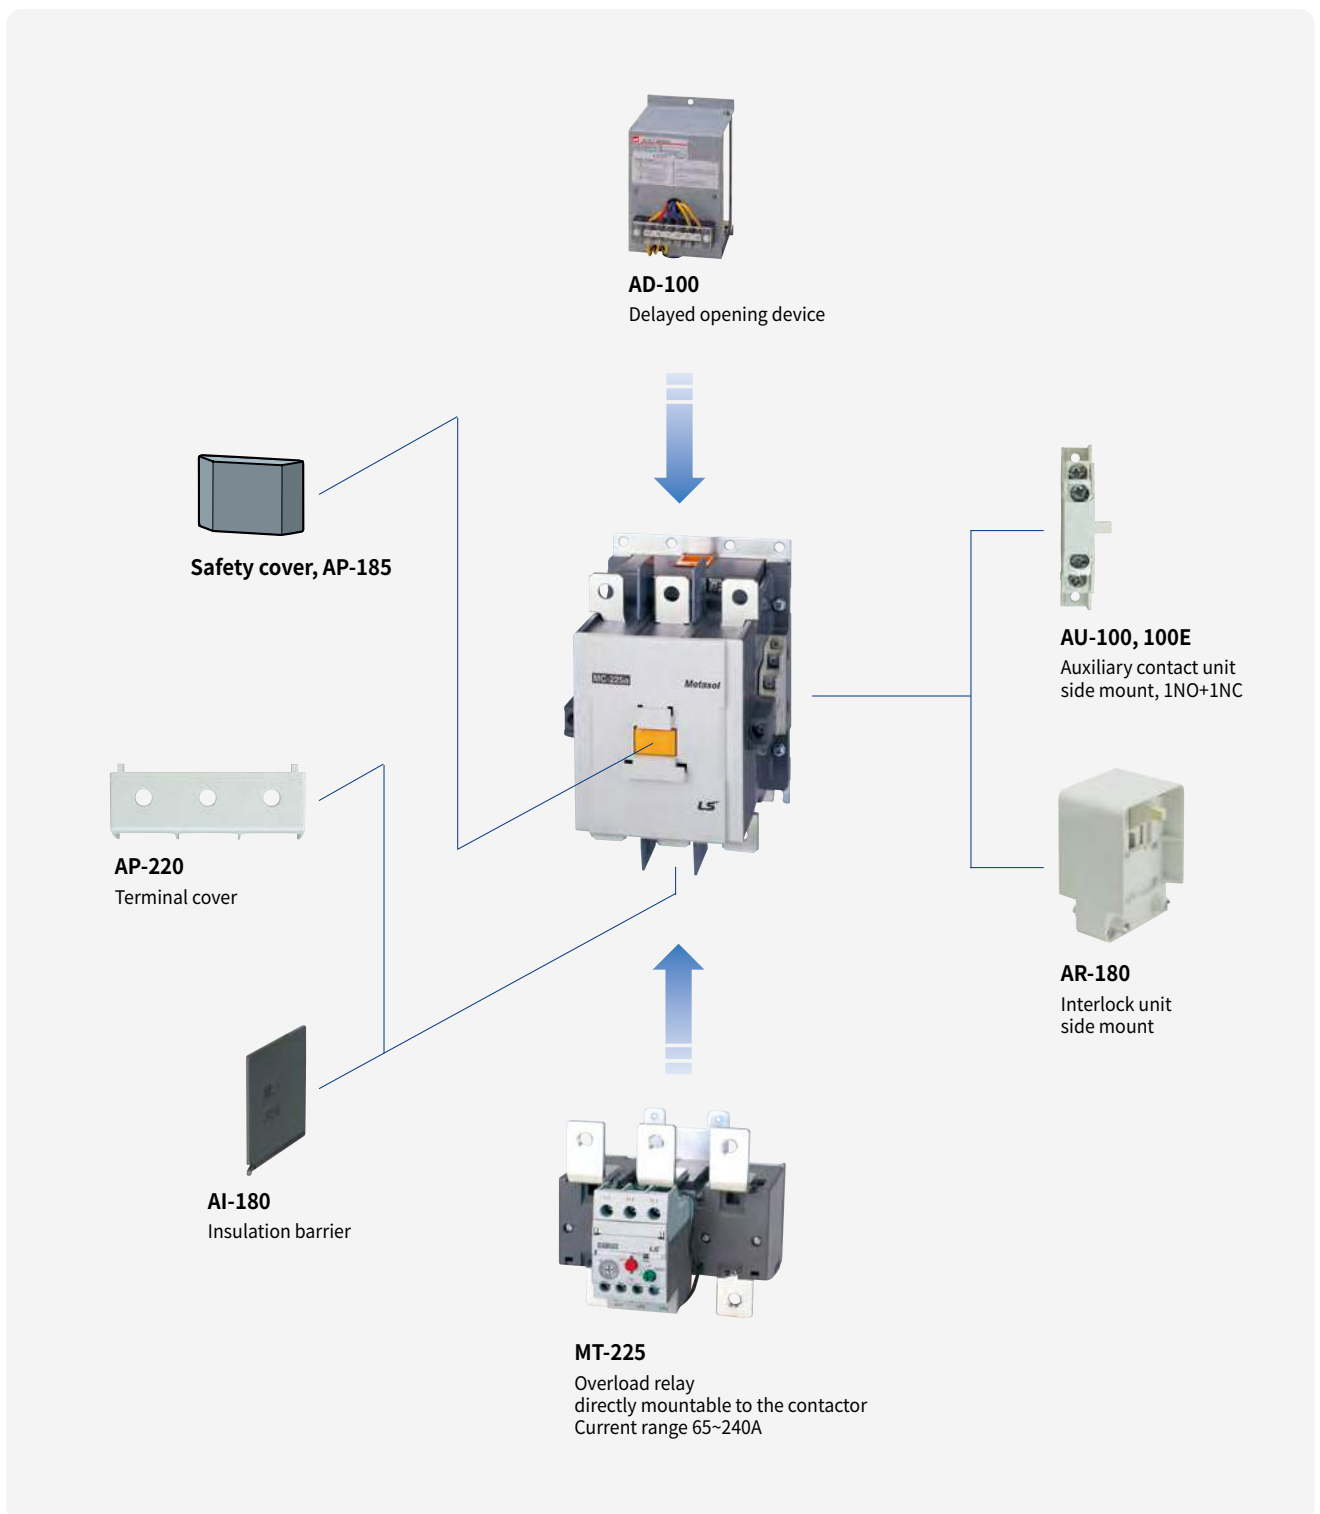 AD-100
Delayed opening device
Safety cover, AP-185
MC-225a
Metasol
LS
AU-100, 100E
Auxiliary contact unit
side mount, 1NO+1NC
AP-220
Terminal cover
AR-180
Interlock unit
side mount
AI-180
Insulation barrier
LS
MT-225
Overload relay
directly mountable to the contactor
Current range 65~240A